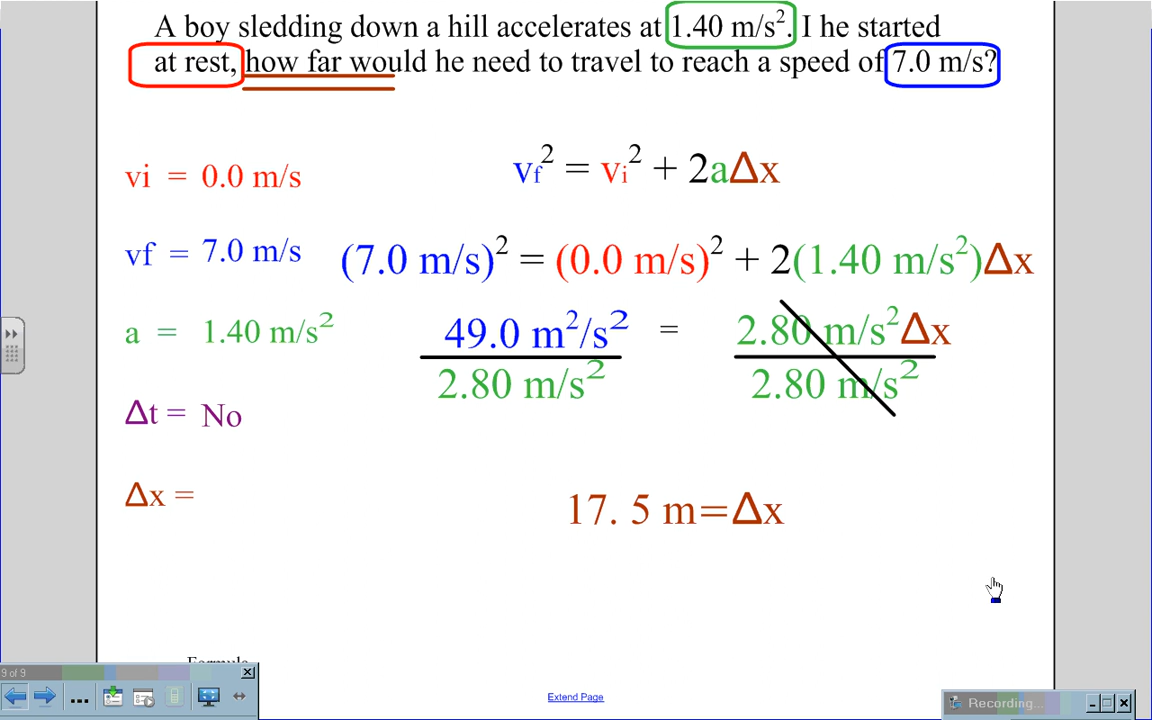 A boy sledding down a hill accelerates at 1.40 m/s². I he started
at rest, how far would he need to travel to reach a speed of 7.0 m/s?
vi = 0.0 m/s
vf² = vi² + 2aΔx
vf = 7.0 m/s
(7.0 m/s)² = (0.0 m/s)² + 2(1.40 m/s²)Δx
a = 1.40 m/s²
49.0 m²/s² = 2.80 m/s²Δx
2.80 m/s² 2.80 m/s²
Δt = No
Δx =
17. 5 m=Δx
9 of 9
Extend Page
Recording...